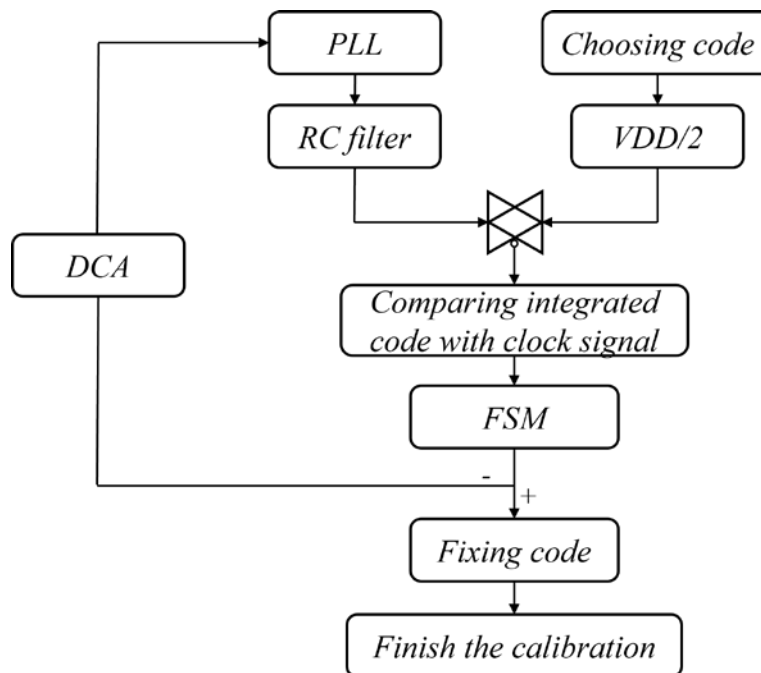 PLL
Choosing code
RC filter
VDD/2
DCA
Comparing integrated
code with clock signal
FSM
-
+
Fixing code
Finish the calibration